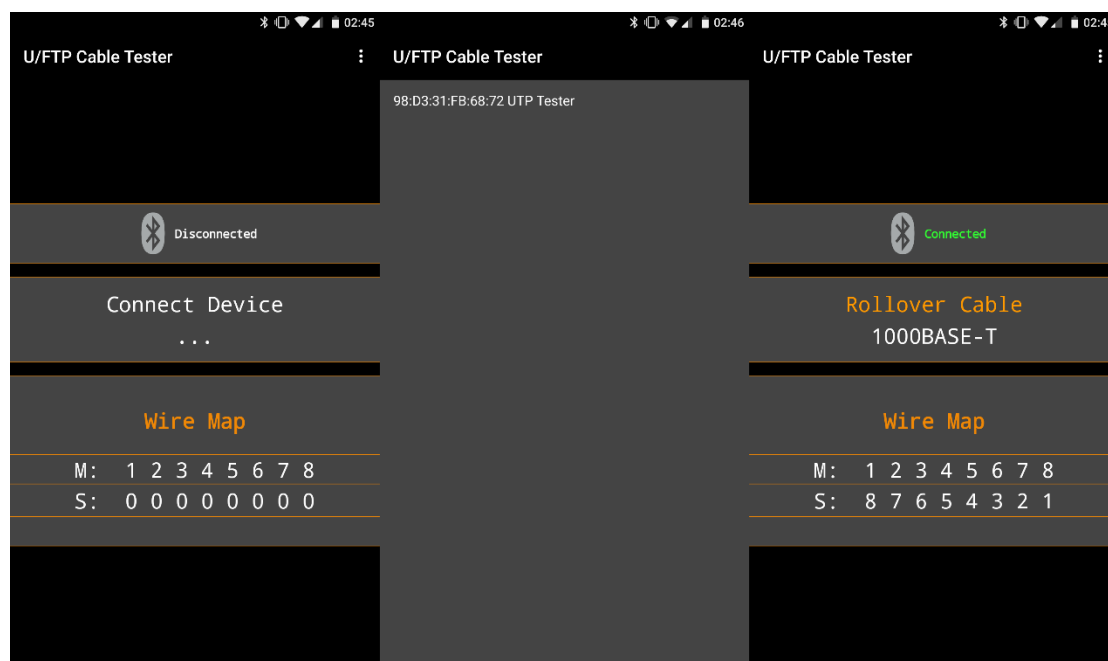 02:45
U/FTP Cable Tester
Disconnected
Connect Device
...
Wire Map
M: 1 2 3 4 5 6 7 8
S: 0 0 0 0 0 0 0 0
02:46
U/FTP Cable Tester
98:D3:31:FB:68:72 UTP Tester
U/FTP Cable Tester
Connected
Rollover Cable
1000BASE-T
Wire Map
M: 1 2 3 4 5 6 7 8
S: 8 7 6 5 4 3 2 1